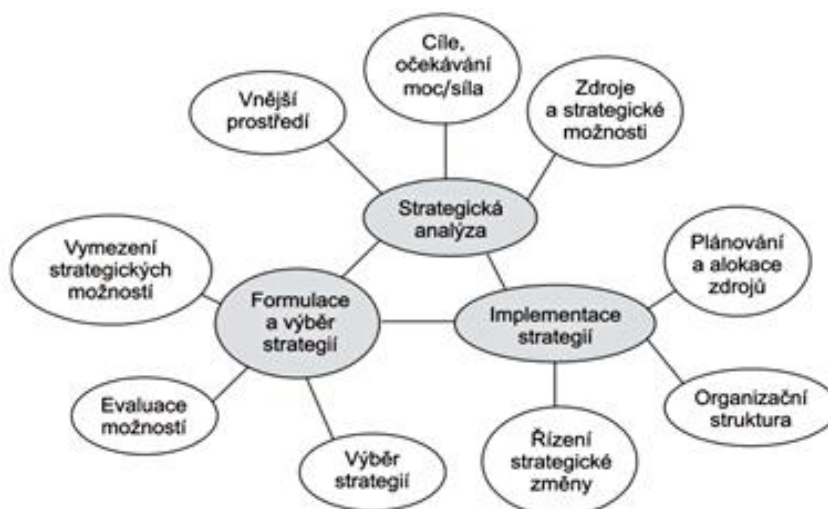 Cíle,
očekávání
moc/síla
Vnější
prostředí
Zdroje
a strategické
možnosti
Strategická
analýza
Vymezení
strategických
možností
Plánování
a alokace
zdrojů
Formulace
a výběr
strategií
Implementace
strategií
Evaluace
možností
Výběr
strategií
Řízení
strategické
změny
Organizační
struktura